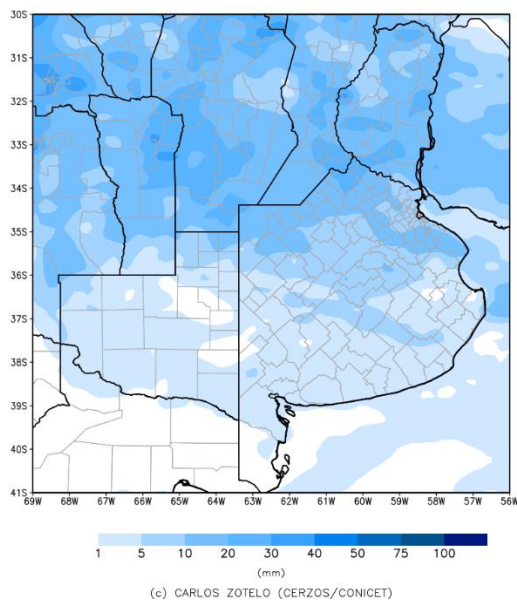 30S
31S
32S
33S
34S
35S
36S
37S
38S
39S
40S
41S
69W 68W 67W 66W 65W 64W 63W 62W 61W 60W 59W 58W 57W 56W
1 5 10 20 30 40 50 75 100
(mm)
(c) CARLOS ZOTELO (CERZOS/CONICET)